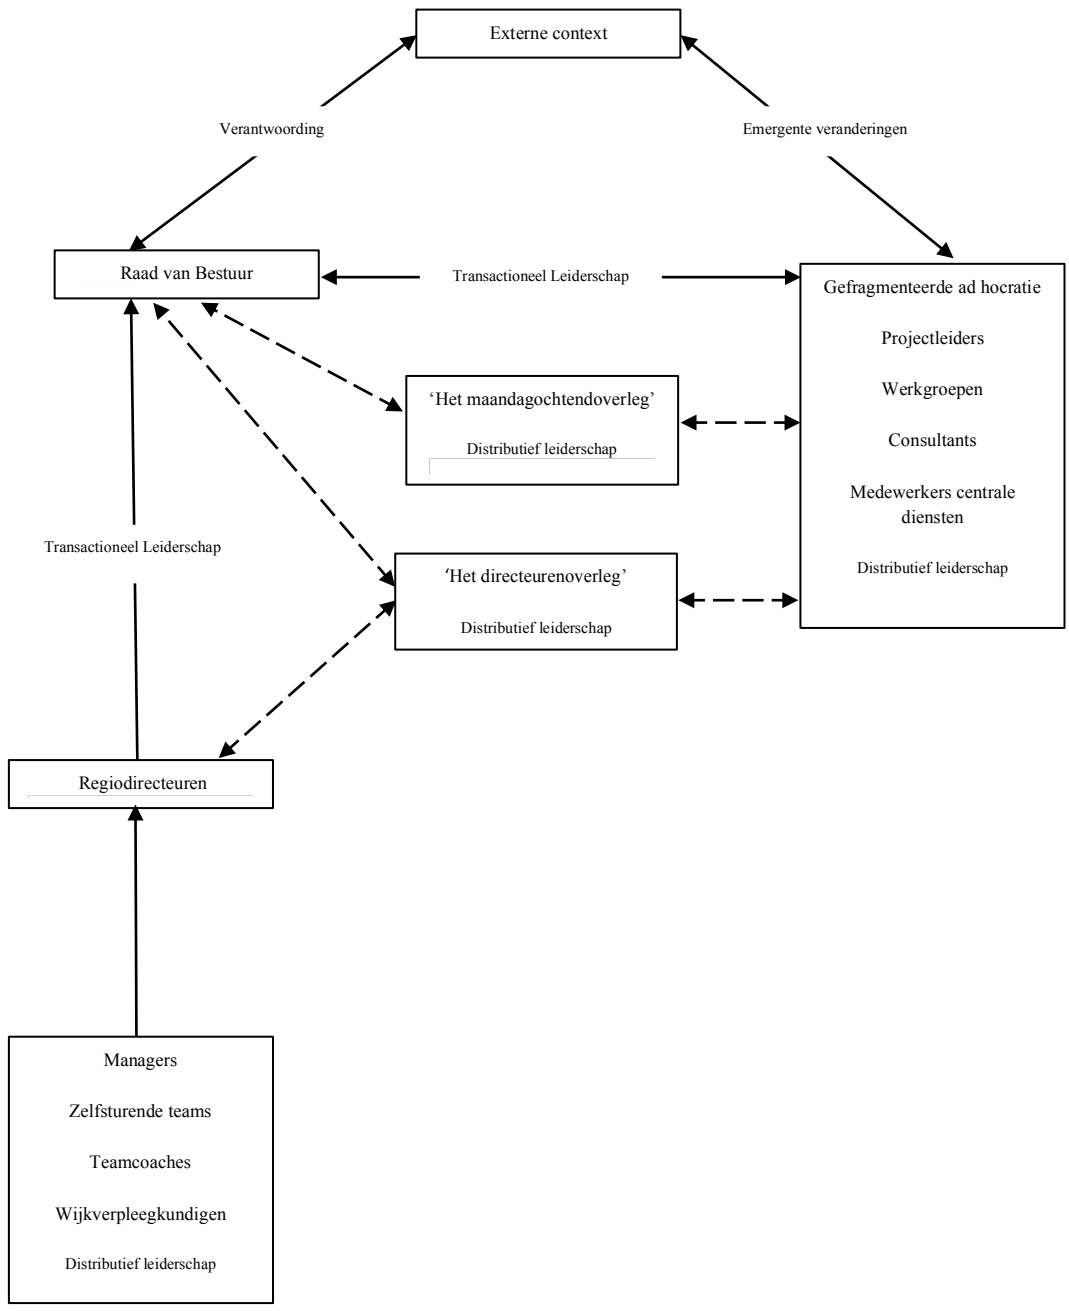 Externe context
Verantwoording
Emergente veranderingen
Raad van Bestuur
Transactioneel Leiderschap
Gefragmenteerde ad hocratie
Projectleiders
Werkgroepen
Consultants
Medewerkers centrale
diensten
Distributief leiderschap
‘Het maandagochtendoverleg’
Distributief leiderschap
Transactioneel Leiderschap
‘Het directeurenoverleg’
Distributief leiderschap
Regiodirecteuren
Managers
Zelfsturende teams
Teamcoaches
Wijkverpleegkundigen
Distributief leiderschap